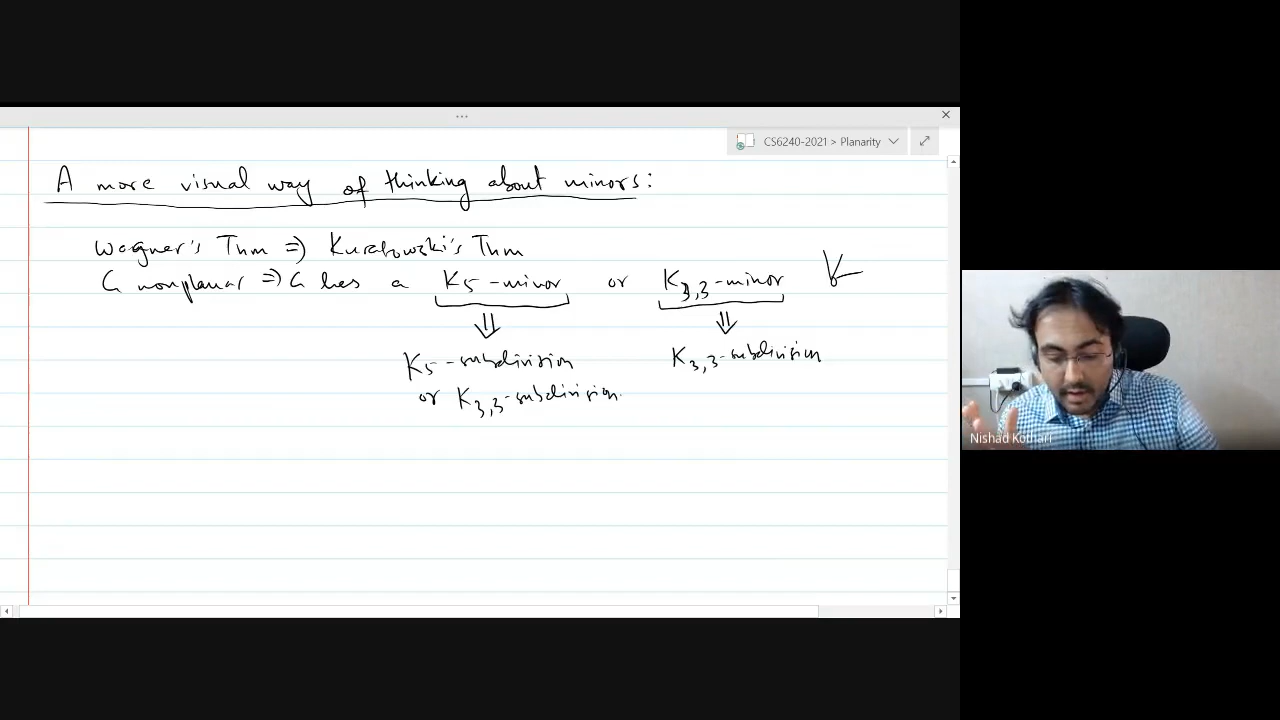 CS6240-2021 > Planarity
A more visual way of thinking about minors:
Wagner's Thm ⇒ Kuratowski's Thm
G nonplanar ⇒ G has a K5-minor or K3,3-minor
⇓ ⇓
K5-subdivision K3,3-subdivision
or K3,3-subdivision.
Nishad Kothari